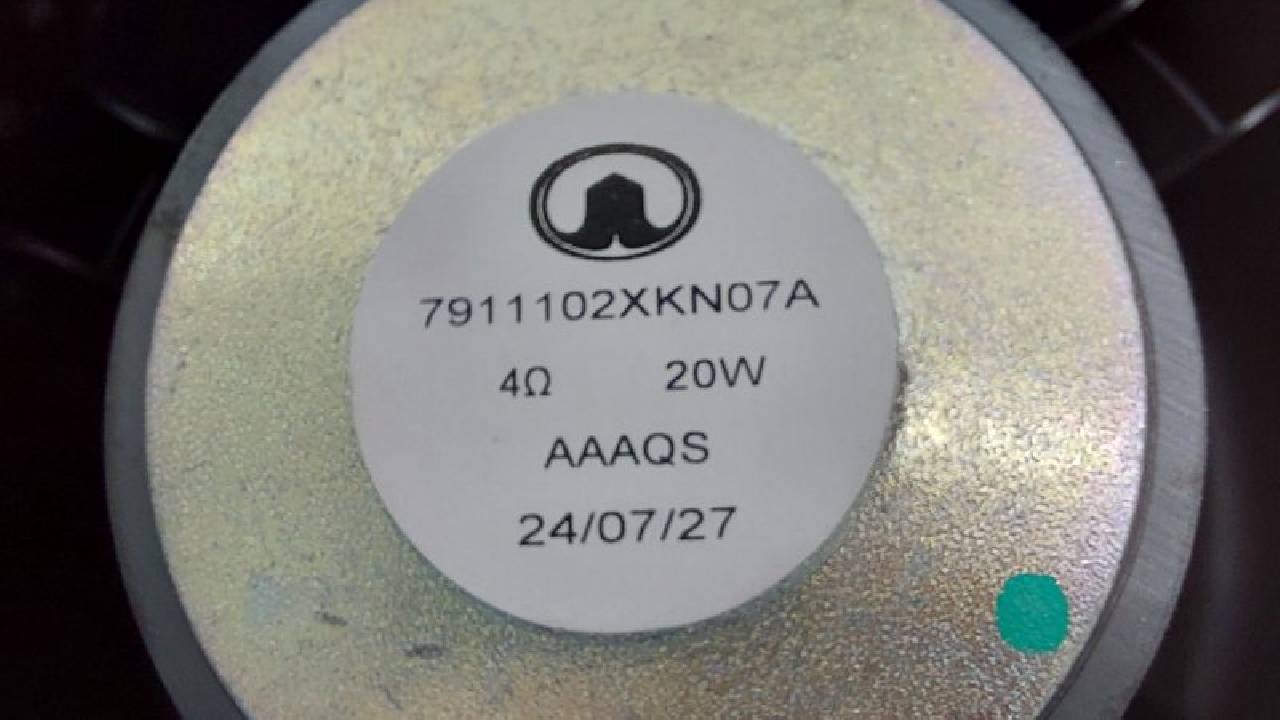 7911102XKN07A
4Ω 20W
AAAQS
24/07/27